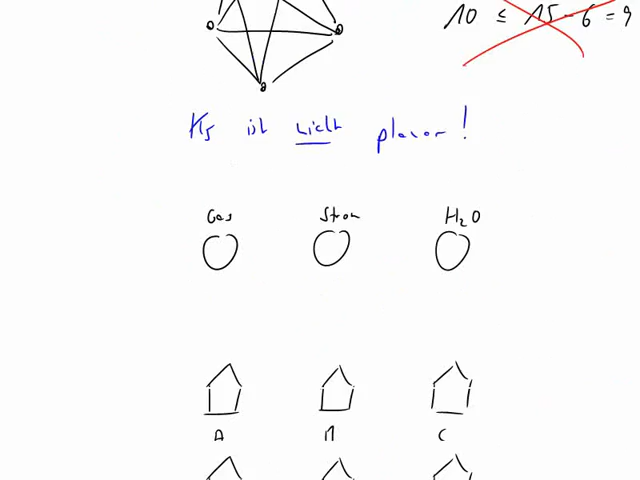 10 ≤ 15 - 6 = 9
K5 ist nicht planar!
Gas Strom H₂O
A B C